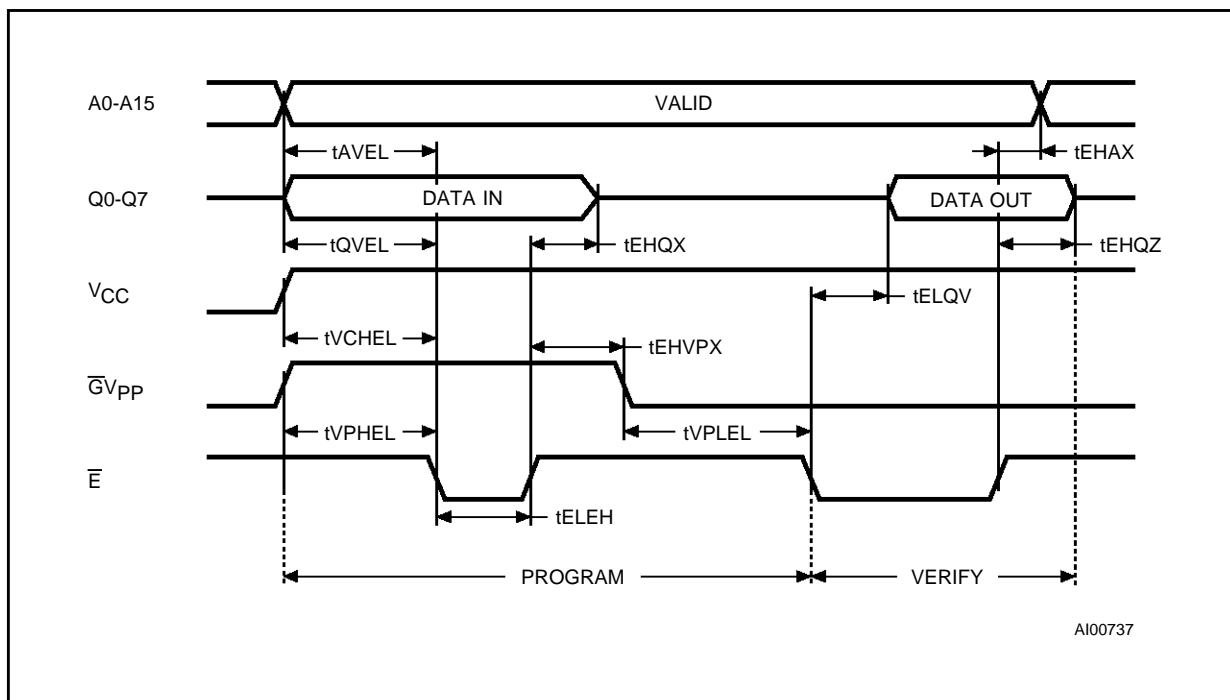 A0-A15
VALID
tAVEL
tEHAX
Q0-Q7
DATA IN
DATA OUT
tQVEL
tEHQX
tEHQZ
VCC
tELQV
tVCHEL
tEHVPX
G̅VPP
tVPHEL
tVPLEL
E̅
tELEH
PROGRAM
VERIFY
AI00737